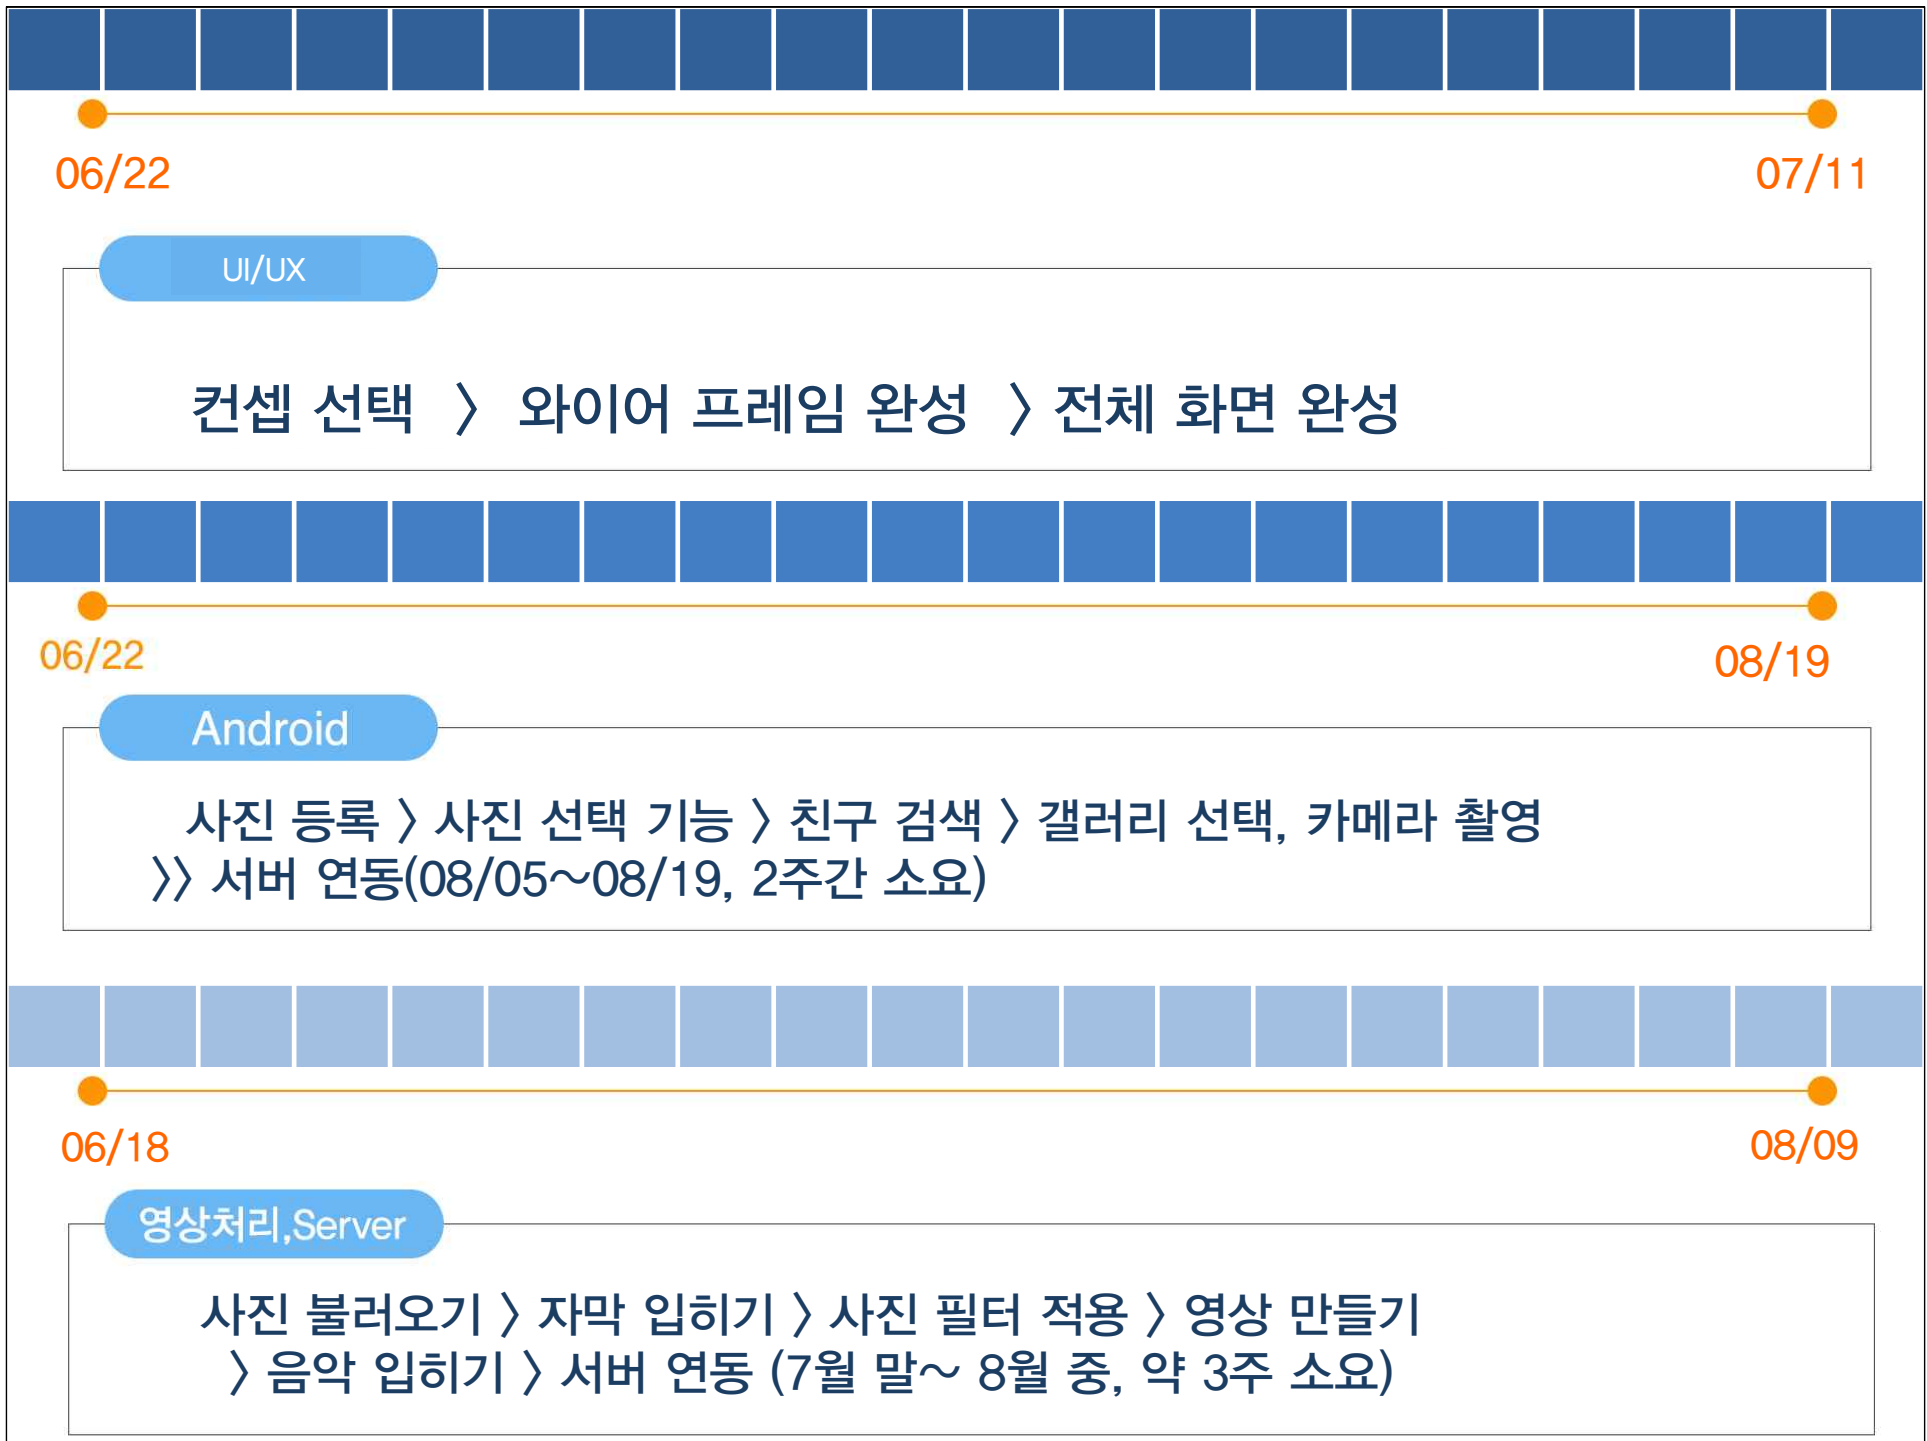 06/22 07/11
UI/UX
컨셉 선택 〉 와이어 프레임 완성 〉 전체 화면 완성
06/22 08/19
Android
사진 등록 〉 사진 선택 기능 〉 친구 검색 〉 갤러리 선택, 카메라 촬영
〉〉 서버 연동(08/05~08/19, 2주간 소요)
06/18 08/09
영상처리,Server
사진 불러오기 〉 자막 입히기 〉 사진 필터 적용 〉 영상 만들기
〉 음악 입히기 〉 서버 연동 (7월 말~ 8월 중, 약 3주 소요)